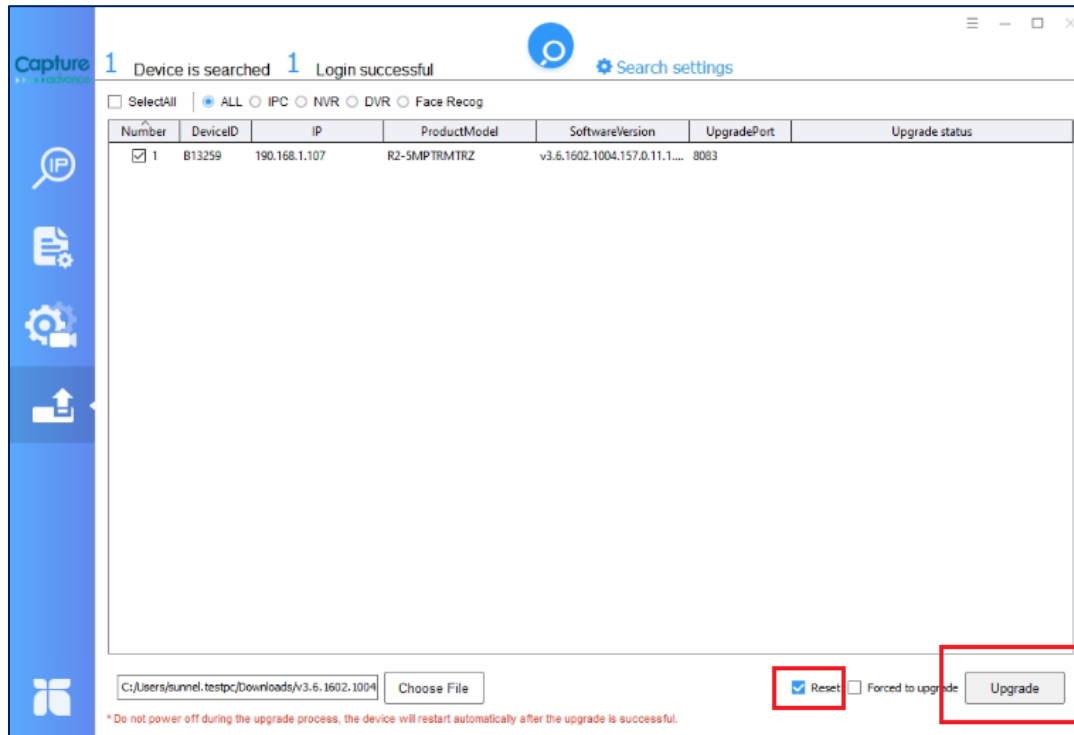 Capture
advance
1 Device is searched 1 Login successful
Search settings
SelectAll ALL IPC NVR DVR Face Recog
Number DeviceID IP ProductModel SoftwareVersion UpgradePort Upgrade status
1 B13259 190.168.1.107 R2-5MPTRMTRZ v3.6.1602.1004.157.0.11.1.... 8083
IP
C:/Users/sunnel.testpc/Downloads/v3.6.1602.1004 Choose File Reset Forced to upgrade Upgrade
* Do not power off during the upgrade process, the device will restart automatically after the upgrade is successful.